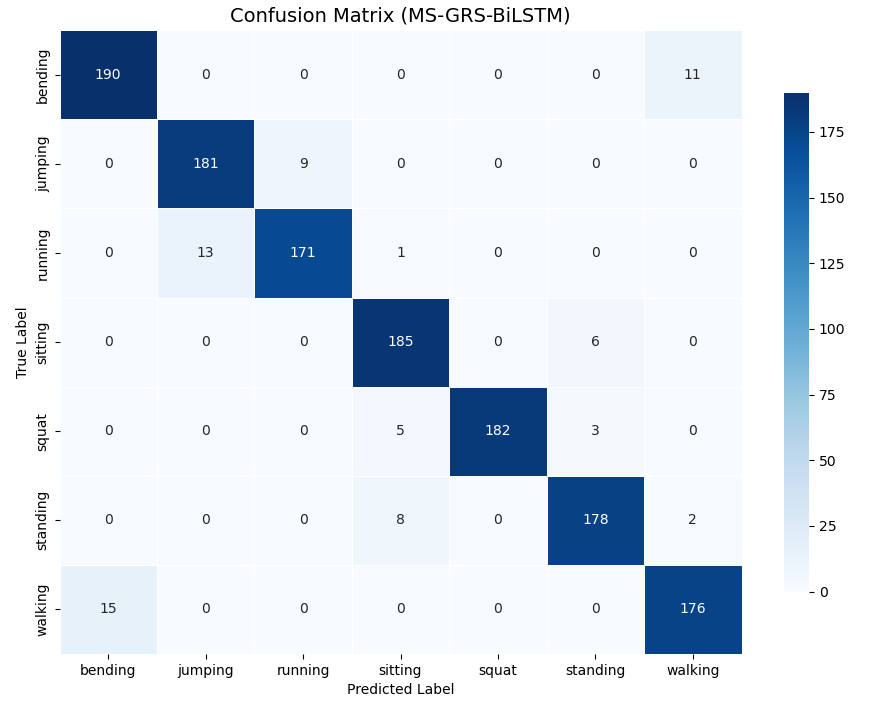 Confusion Matrix (MS-GRS-BiLSTM)
True Label
bending 190 0 0 0 0 0 11
jumping 0 181 9 0 0 0 0
running 0 13 171 1 0 0 0
sitting 0 0 0 185 0 6 0
squat 0 0 0 5 182 3 0
standing 0 0 0 8 0 178 2
walking 15 0 0 0 0 0 176
bending jumping running sitting squat standing walking
Predicted Label
175
150
125
100
75
50
25
0